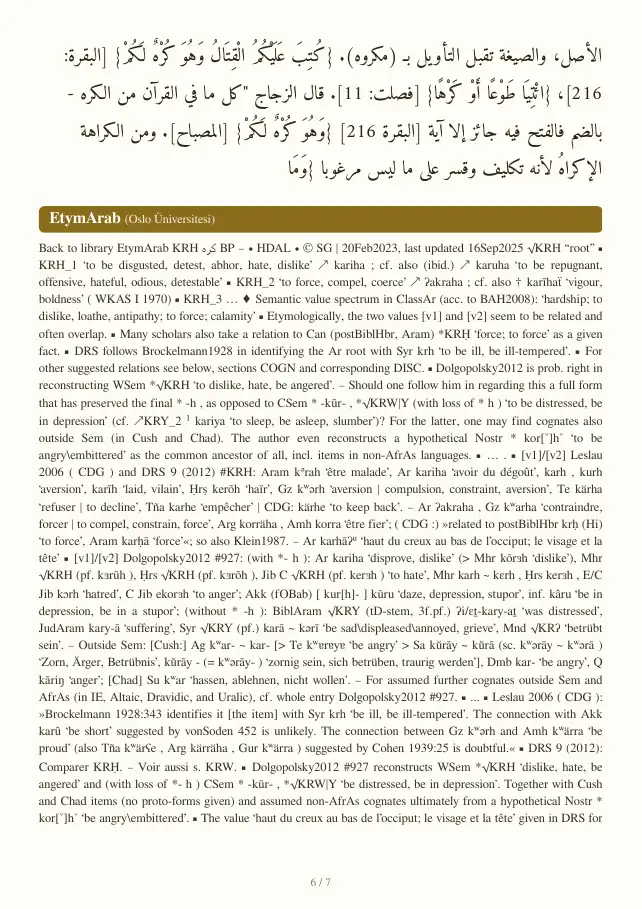 الأصل، والصيغة تقبل التأويل بـ (مكروه). {كُتِبَ عَلَيْكُمُ الْقِتَالُ وَهُوَ كُرْهٌ لَكُمْ} [البقرة:
216]، {ائْتِيَا طَوْعًا أَوْ كَرْهًا} [فصلت: 11]. قال الزجاج "كل ما في القرآن من الكره -
بالضم فالفتح فيه جائز إلا آية [البقرة 216] {وَهُوَ كُرْهٌ لَكُمْ} [المصباح]. ومن الكراهة
الإكراهُ لأنه تكليف وقسر على ما ليس مرغوبا {وَمَا
EtymArab (Oslo Üniversitesi)
Back to library EtymArab KRH كره BP – • HDAL • © SG | 20Feb2023, last updated 16Sep2025 √KRH “root” ▪
KRH_1 ‘to be disgusted, detest, abhor, hate, dislike’ ↗ kariha ; cf. also (ibid.) ↗ karuha ‘to be repugnant,
offensive, hateful, odious, detestable’ ▪ KRH_2 ‘to force, compel, coerce’ ↗ ʔakraha ; cf. also † karīhaẗ ‘vigour,
boldness’ ( WKAS I 1970) ▪ KRH_3 … ♦ Semantic value spectrum in ClassAr (acc. to BAH2008): ‘hardship; to
dislike, loathe, antipathy; to force; calamity’ ▪ Etymologically, the two values [v1] and [v2] seem to be related and
often overlap. ▪ Many scholars also take a relation to Can (postBiblHbr, Aram) *KRḤ ‘force; to force’ as a given
fact. ▪ DRS follows Brockelmann1928 in identifying the Ar root with Syr krh ‘to be ill, be ill-tempered’. ▪ For
other suggested relations see below, sections COGN and corresponding DISC. ▪ Dolgopolsky2012 is prob. right in
reconstructing WSem *√KRH ‘to dislike, hate, be angered’. – Should one follow him in regarding this a full form
that has preserved the final * -h , as opposed to CSem * -kūr- , *√KRW|Y (with loss of * h ) ‘to be distressed, be
in depression’ (cf. ↗KRY_2 ¹ kariya ‘to sleep, be asleep, slumber’)? For the latter, one may find cognates also
outside Sem (in Cush and Chad). The author even reconstructs a hypothetical Nostr * kor[ˇ]hˇ ‘to be
angry\embittered’ as the common ancestor of all, incl. items in non-AfrAs languages. ▪ … . ▪ [v1]/[v2] Leslau
2006 ( CDG ) and DRS 9 (2012) #KRH: Aram kᵊrah ‘être malade’, Ar kariha ‘avoir du dégoût’, karh , kurh
‘aversion’, karīh ‘laid, vilain’, Ḥrṣ kerōh ‘haïr’, Gz kʷərh ‘aversion | compulsion, constraint, aversion’, Te kärha
‘refuser | to decline’, Tña karhe ‘empêcher’ | CDG: kärhe ‘to keep back’. – Ar ʔakraha , Gz kʷarha ‘contraindre,
forcer | to compel, constrain, force’, Arg korräha , Amh korra ‘être fier’; ( CDG :) »related to postBiblHbr krḥ (Hi)
‘to force’, Aram karḥā ‘force’«; so also Klein1987. – Ar karhāʔᵘ ‘haut du creux au bas de l’occiput; le visage et la
tête’ ▪ [v1]/[v2] Dolgopolsky2012 #927: (with *- h ): Ar kariha ‘disprove, dislike’ (> Mhr kōrəh ‘dislike’), Mhr
√KRH (pf. kərūh ), Ḥrs √KRH (pf. kərōh ), Jib C √KRH (pf. kerɔh ) ‘to hate’, Mhr karh ~ kɛrh , Ḥrs kerəh , E/C
Jib kɔrh ‘hatred’, C Jib ekorəh ‘to anger’; Akk (fOBab) [ kur[h]- ] kūru ‘daze, depression, stupor’, inf. kâru ‘be in
depression, be in a stupor’; (without * -h ): BiblAram √KRY (tD-stem, 3f.pf.) ʔi/eṯ-kary-aṯ ‘was distressed’,
JudAram kary-ā ‘suffering’, Syr √KRY (pf.) karā ~ kərī ‘be sad\displeased\annoyed, grieve’, Mnd √KRʔ ‘betrübt
sein’. – Outside Sem: [Cush:] Ag kʷar- ~ kar- [> Te kʷerɐyɐ ‘be angry’ > Sa kūrāy ~ kūrā (sc. kʷərāy ~ kʷərā )
‘Zorn, Ärger, Betrübnis’, kūrāy - (= kʷərāy- ) ‘zornig sein, sich betrüben, traurig werden’], Dmb kar- ‘be angry’, Q
kāriŋ ‘anger’; [Chad] Su kʷar ‘hassen, ablehnen, nicht wollen’. – For assumed further cognates outside Sem and
AfrAs (in IE, Altaic, Dravidic, and Uralic), cf. whole entry Dolgopolsky2012 #927. ▪ ... ▪ Leslau 2006 ( CDG ):
»Brockelmann 1928:343 identifies it [the item] with Syr krh ‘be ill, be ill-tempered’. The connection with Akk
karû ‘be short’ suggested by vonSoden 452 is unlikely. The connection between Gz kʷərh and Amh kʷärra ‘be
proud’ (also Tña kʷärʕe , Arg kärräha , Gur kʷärra ) suggested by Cohen 1939:25 is doubtful.« ▪ DRS 9 (2012):
Comparer KRḤ. – Voir aussi s. KRW. ▪ Dolgopolsky2012 #927 reconstructs WSem *√KRH ‘dislike, hate, be
angered’ and (with loss of *- h ) CSem * -kūr- , *√KRW|Y ‘be distressed, be in depression’. Together with Cush
and Chad items (no proto-forms given) and assumed non-AfrAs cognates ultimately from a hypothetical Nostr *
kor[ˇ]hˇ ‘be angry\embittered’. ▪ The value ‘haut du creux au bas de l’occiput; le visage et la tête’ given in DRS for
6 / 7